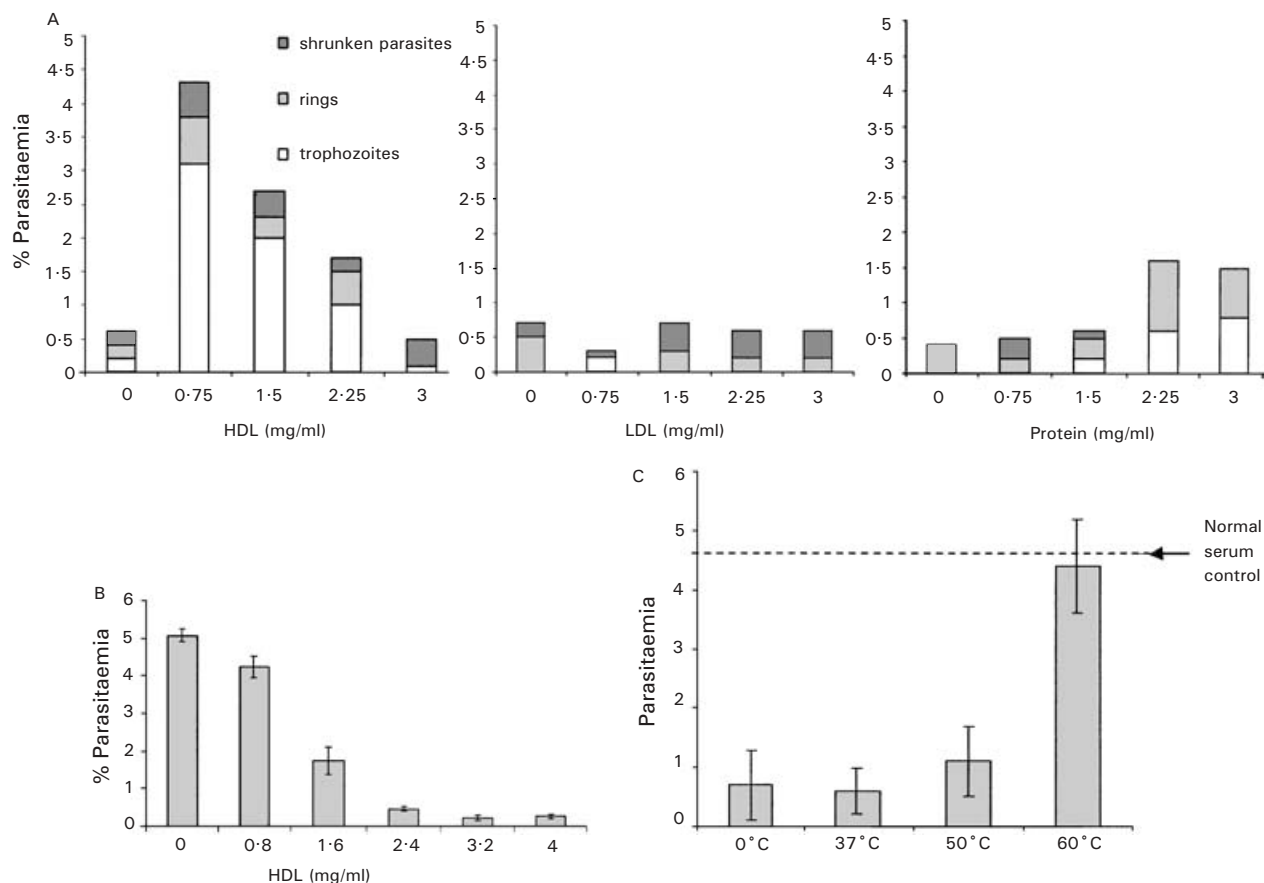 A
% Parasitaemia
5
4·5
4
3·5
3
2·5
2
1·5
1
0·5
0
shrunken parasites
rings
trophozoites
0 0·75 1·5 2·25 3
HDL (mg/ml)
5
4·5
4
3·5
3
2·5
2
1·5
1
0·5
0
0 0·75 1·5 2·25 3
LDL (mg/ml)
5
4·5
4
3·5
3
2·5
2
1·5
1
0·5
0
0 0·75 1·5 2·25 3
Protein (mg/ml)
B
% Parasitaemia
6
5
4
3
2
1
0
0 0·8 1·6 2·4 3·2 4
HDL (mg/ml)
C
Parasitaemia
6
5
4
3
2
1
0
0°C 37°C 50°C 60°C
Normal
serum
control